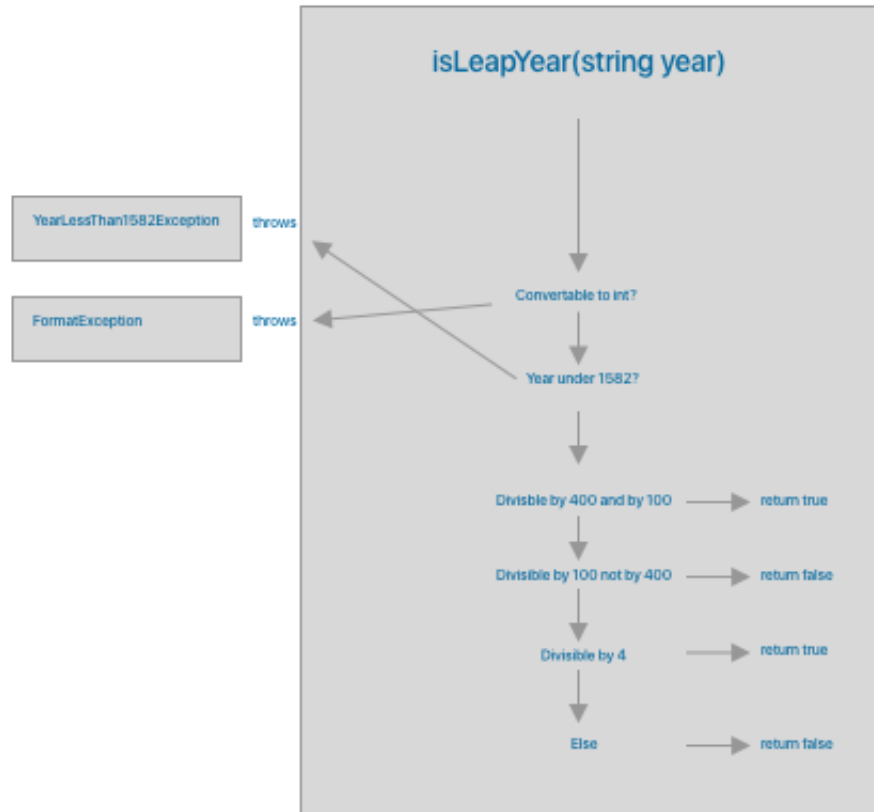 isLeapYear(string year)
YearLessThan1582Exception
throws
FormatException
throws
Convertable to int?
Year under 1582?
Divisble by 400 and by 100
return true
Divisible by 100 not by 400
return false
Divisible by 4
return true
Else
return false